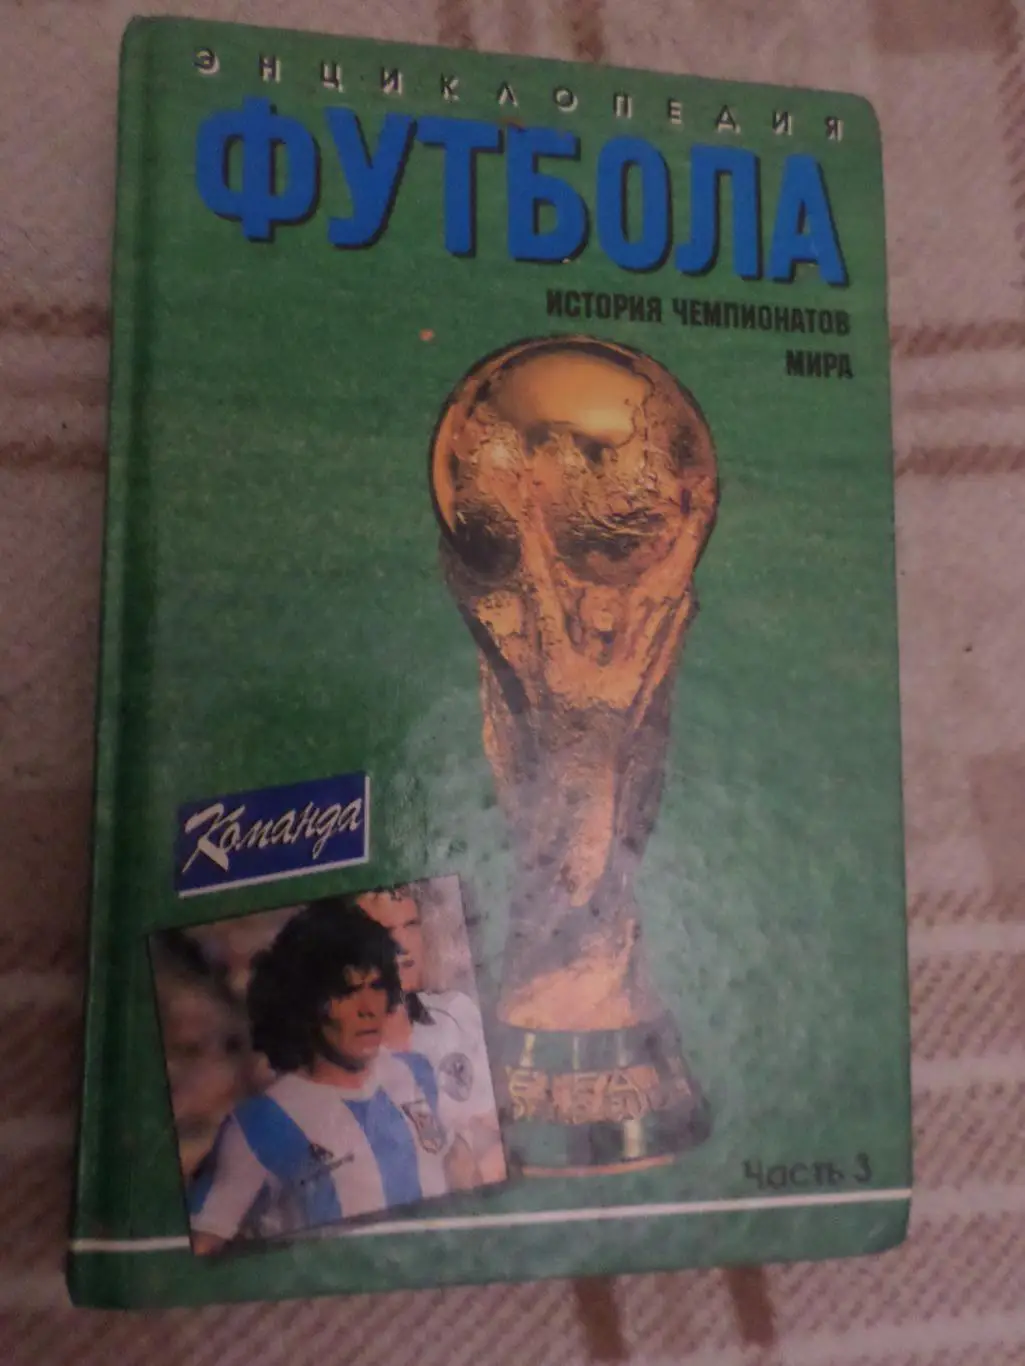 ЭНЦИКЛОПЕДИЯ
ФУТБОЛА
ИСТОРИЯ ЧЕМПИОНАТОВ
МИРА
Команда
Часть 3